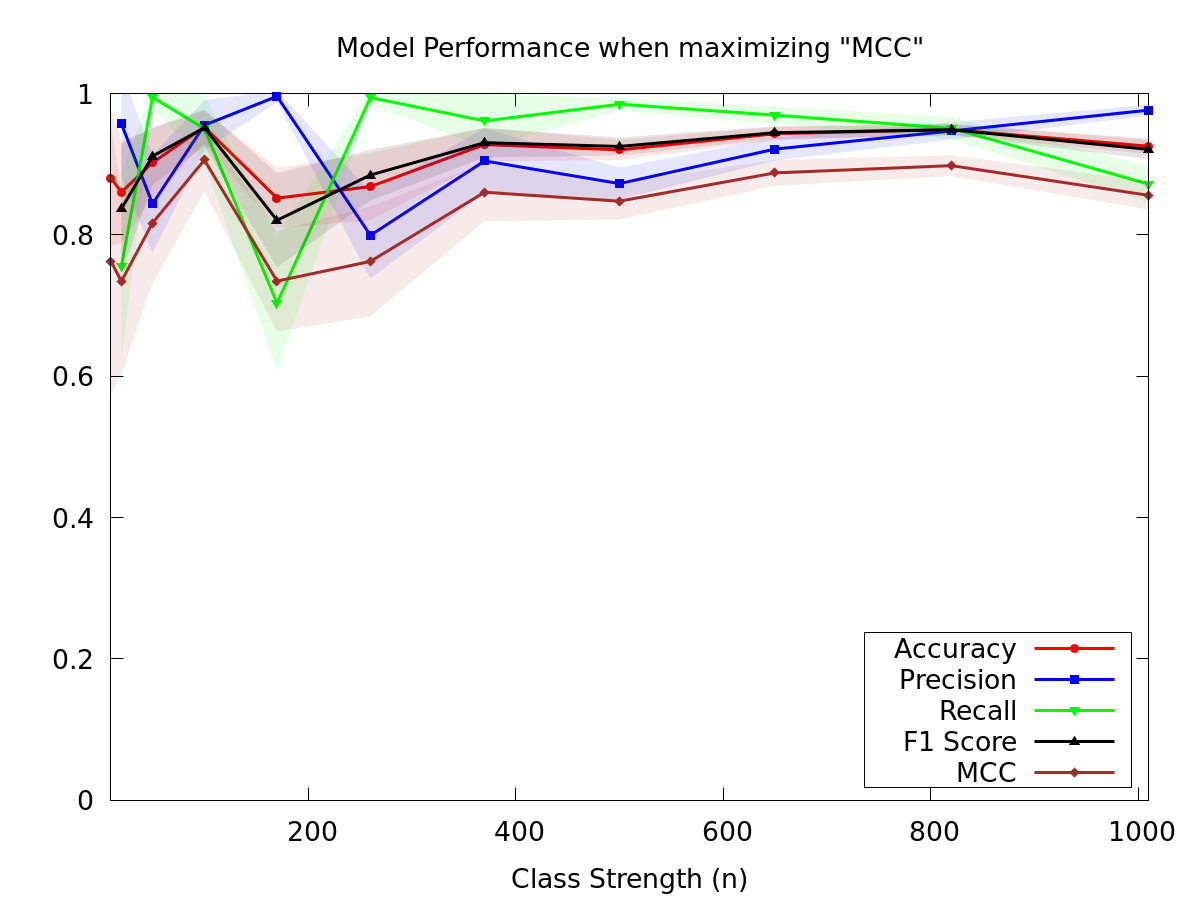 Model Performance when maximizing "MCC"
1
0.8
0.6
0.4
0.2
0
200 400 600 800 1000
Class Strength (n)
Accuracy
Precision
Recall
F1 Score
MCC